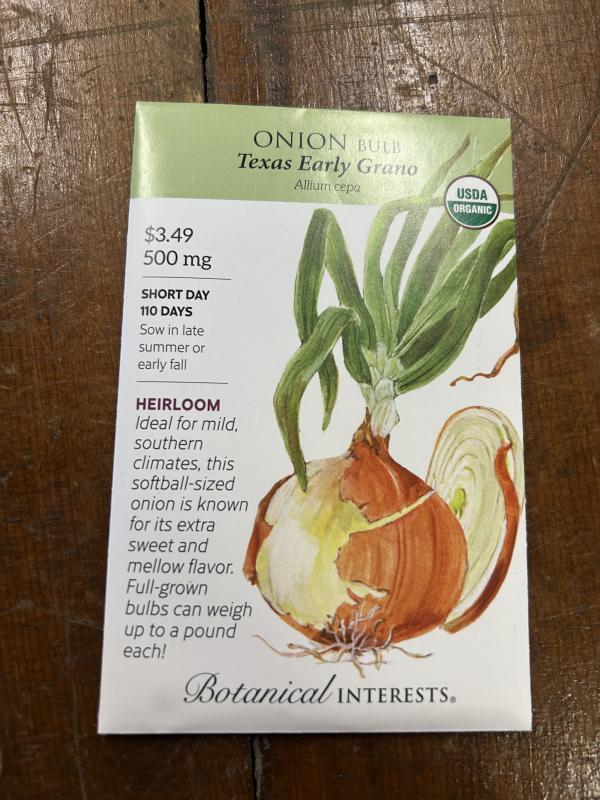 ONION BULB
Texas Early Grano
Allium cepa
USDA
ORGANIC
$3.49
500 mg
SHORT DAY
110 DAYS
Sow in late
summer or
early fall
HEIRLOOM
Ideal for mild,
southern
climates, this
softball-sized
onion is known
for its extra
sweet and
mellow flavor.
Full-grown
bulbs can weigh
up to a pound
each!
Botanical INTERESTS®